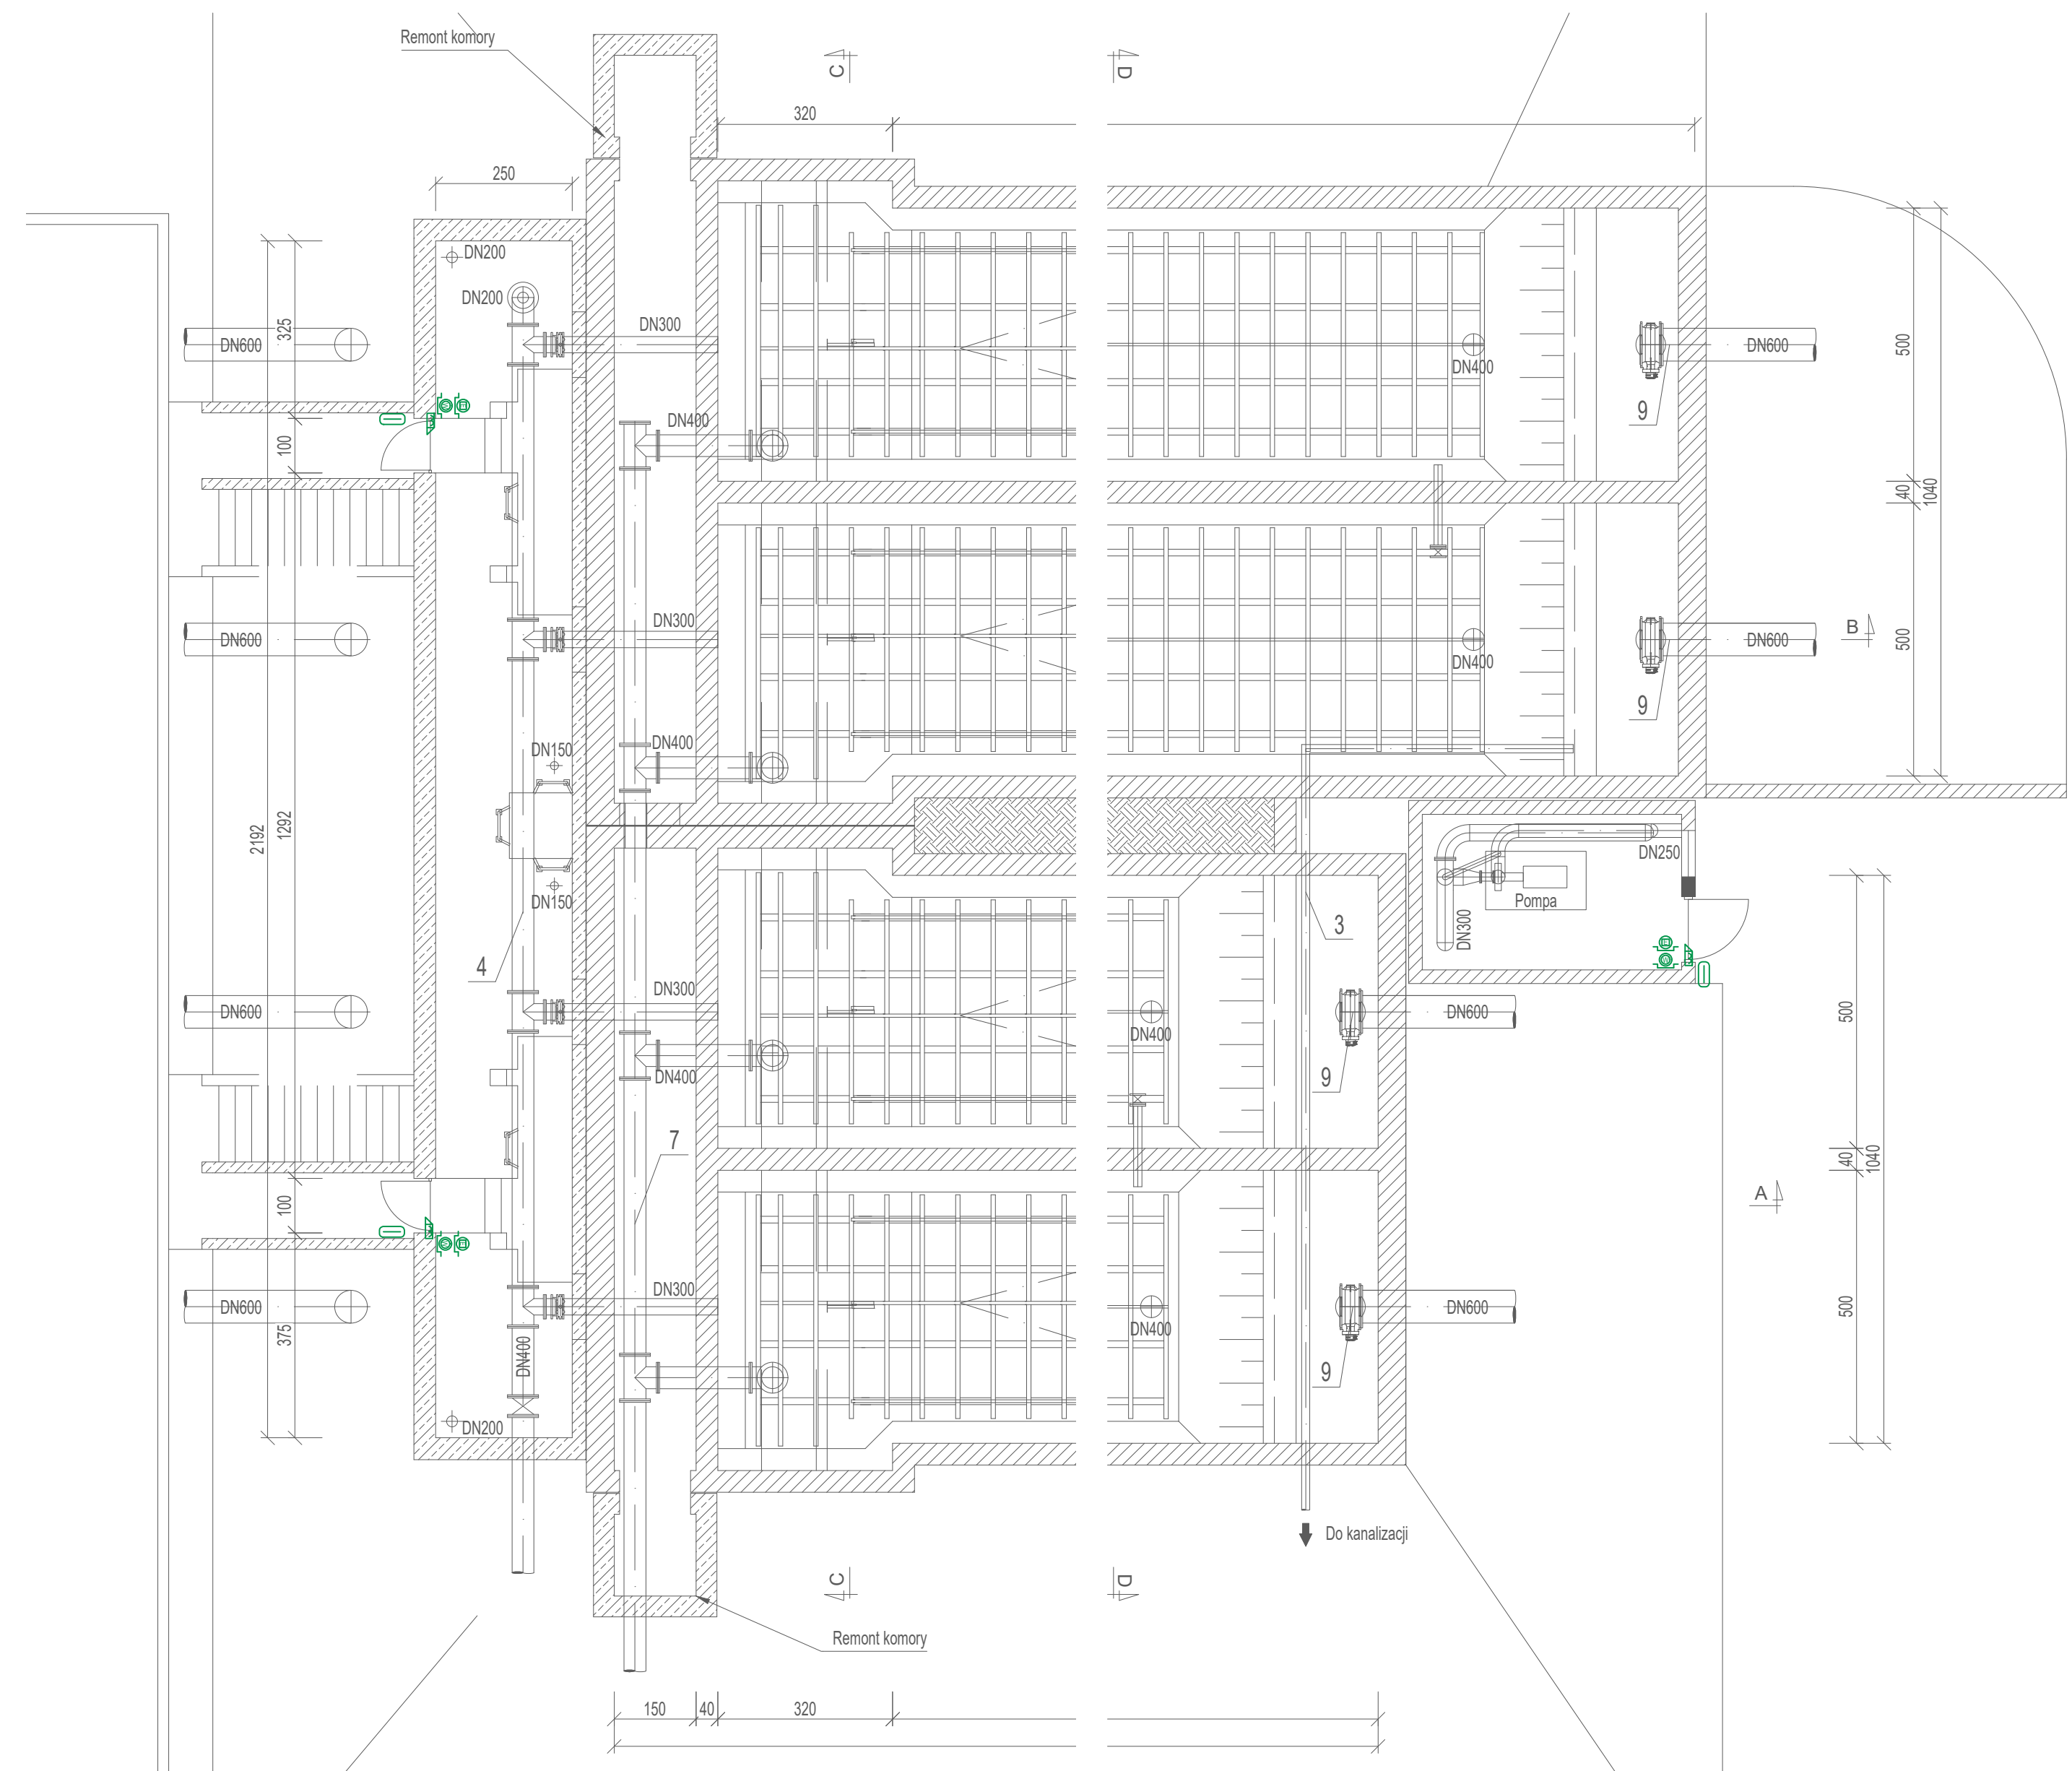 Remont komory
C
D
320
250
DN200
DN200
DN300
DN600
325
DN400
DN600
500
DN400
9
100
40
1040
DN300
DN600
DN400
DN600
B
500
9
DN400
DN150
2192
1292
DN250
Pompa
DN150
DN300
3
4
DN300
DN600
DN400
DN600
500
DN400
9
7
40
1040
100
A
DN300
DN600
DN400
DN600
500
375
DN400
9
DN200
Do kanalizacji
C
D
Remont komory
150
40
320